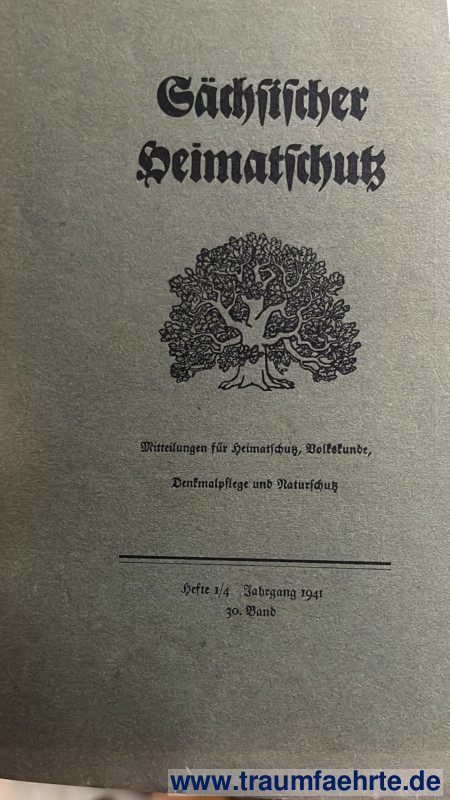 Sächsischer
Heimatschutz
Mitteilungen für Heimatschutz, Volkskunde,
Denkmalpflege und Naturschutz
Hefte 1/4 Jahrgang 1941
30. Band
www.traumfaehrte.de